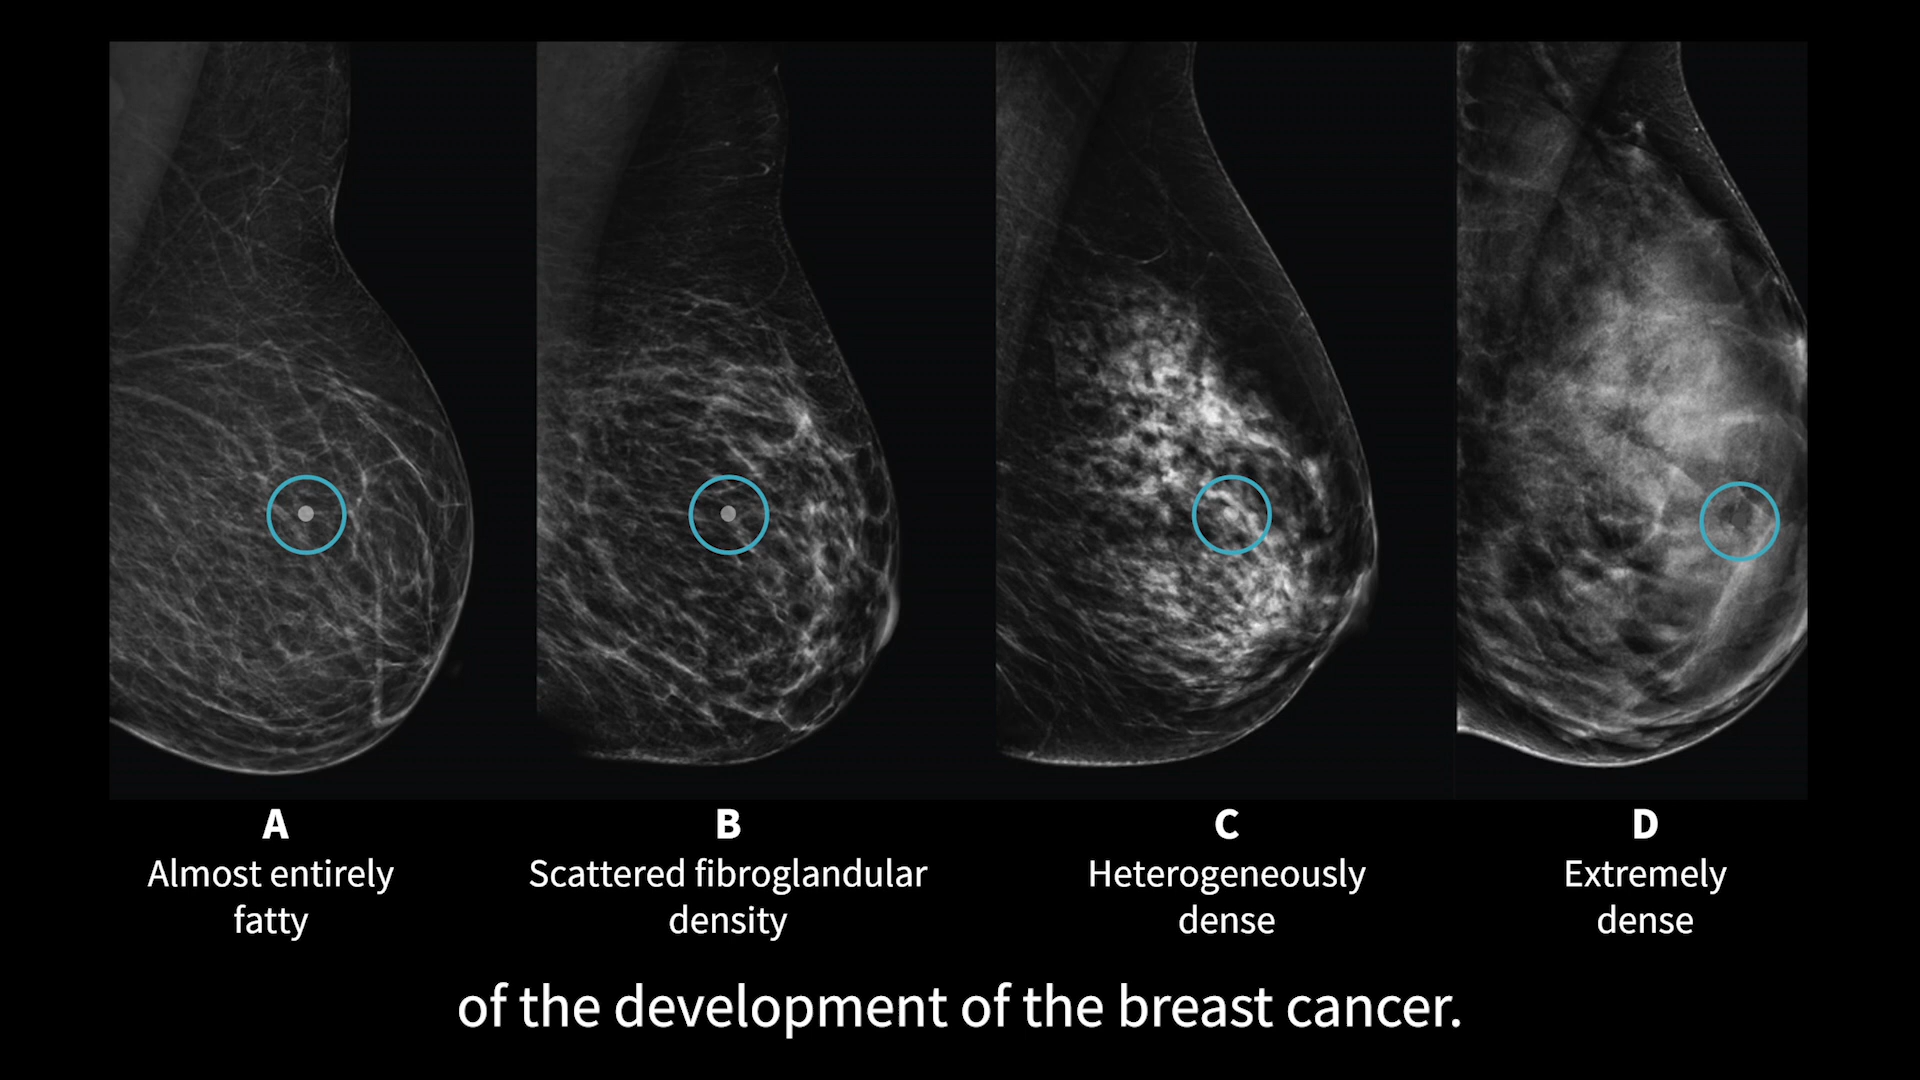 A
Almost entirely
fatty
B
Scattered fibroglandular
density
C
Heterogeneously
dense
D
Extremely
dense
of the development of the breast cancer.